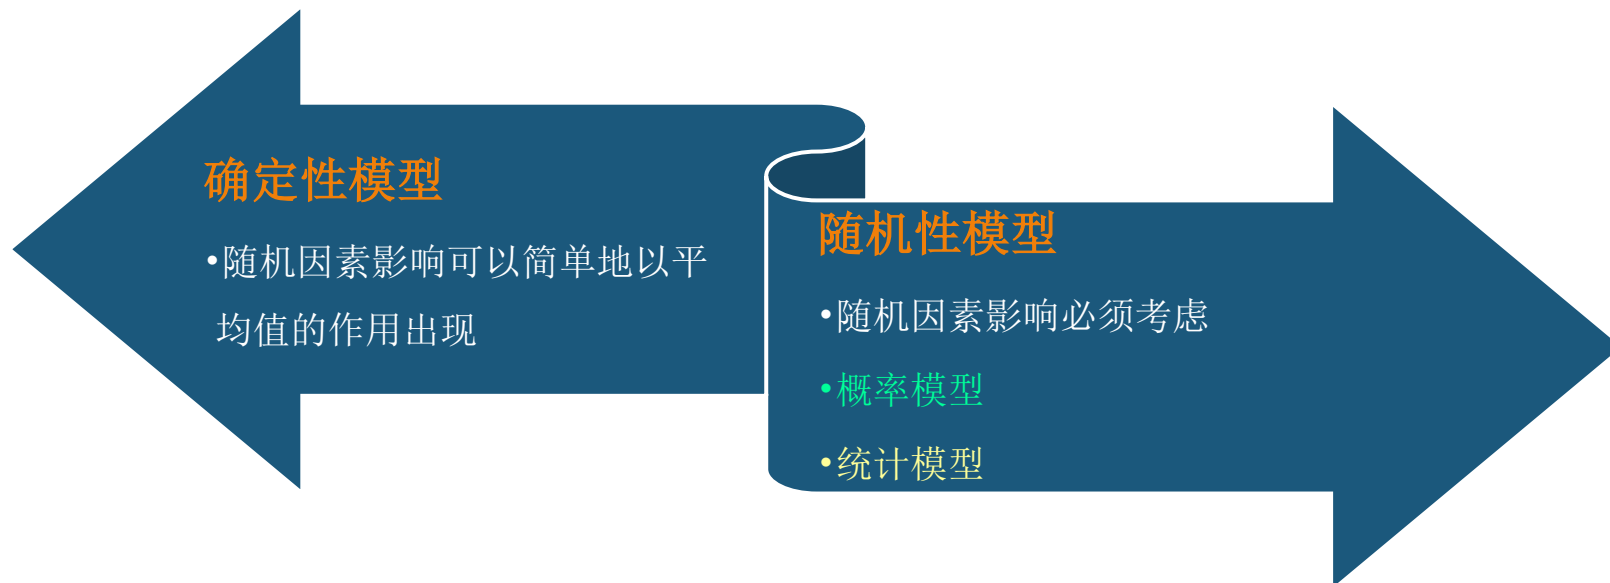 确定性模型
•随机因素影响可以简单地以平
均值的作用出现
随机性模型
•随机因素影响必须考虑
•概率模型
•统计模型